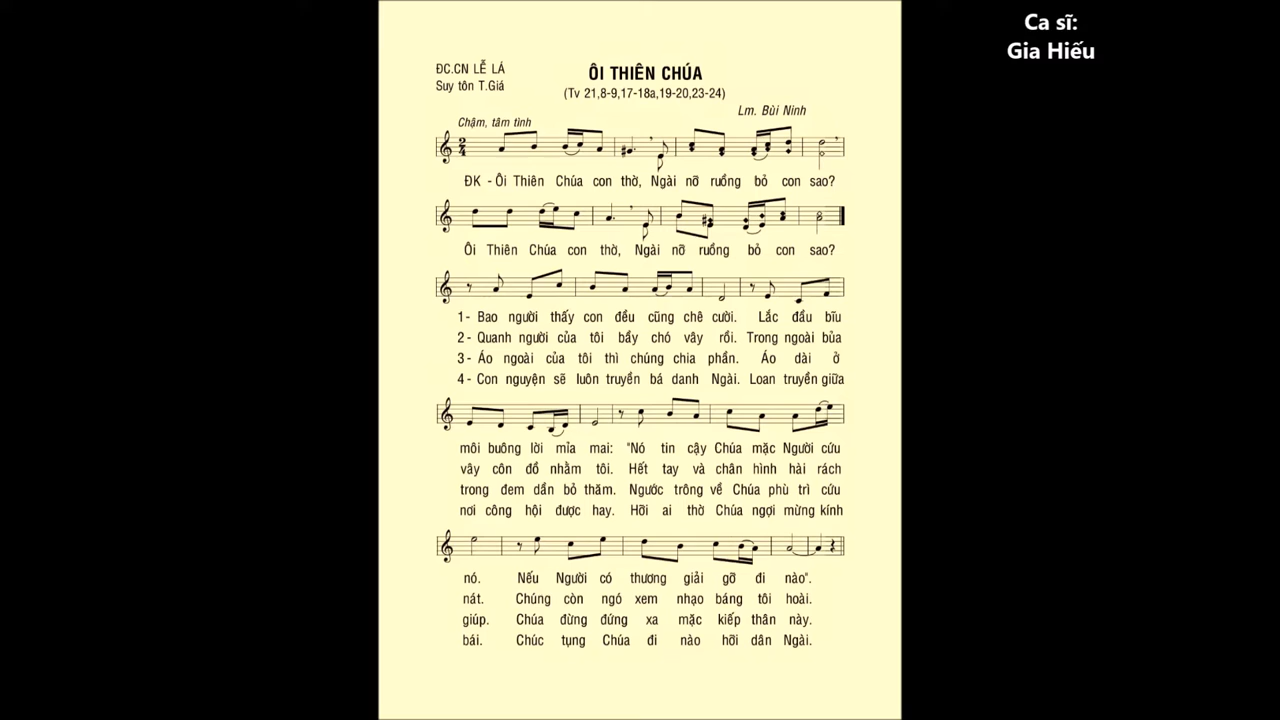 Ca sĩ:
Gia Hiếu
ĐC.CN LỄ LÁ
Suy tôn T.Giá
ÔI THIÊN CHÚA
(Tv 21,8-9,17-18a,19-20,23-24)
Lm. Bùi Ninh
Chậm, tâm tình
ĐK - Ôi Thiên Chúa con thờ, Ngài nỡ ruồng bỏ con sao?
Ôi Thiên Chúa con thờ, Ngài nỡ ruồng bỏ con sao?
1- Bao người thấy con đều cũng chê cười. Lắc đầu bĩu
2- Quanh người của tôi bầy chó vây rồi. Trong ngoài bủa
3- Áo ngoài của tôi thì chúng chia phần. Áo dài ở
4- Con nguyện sẽ luôn truyền bá danh Ngài. Loan truyền giữa
môi buông lời mỉa mai: "Nó tin cậy Chúa mặc Người cứu
vây côn đồ nhằm tôi. Hết tay và chân hình hài rách
trong đem dẩn bỏ thăm. Ngước trông về Chúa phù trì cứu
nơi công hội được hay. Hỡi ai thờ Chúa ngợi mừng kính
nó. Nếu Người có thương giải gỡ đi nào".
nát. Chúng còn ngó xem nhạo báng tôi hoài.
giúp. Chúa đừng đứng xa mặc kiếp thân này.
bái. Chúc tụng Chúa đi nào hỡi dân Ngài.